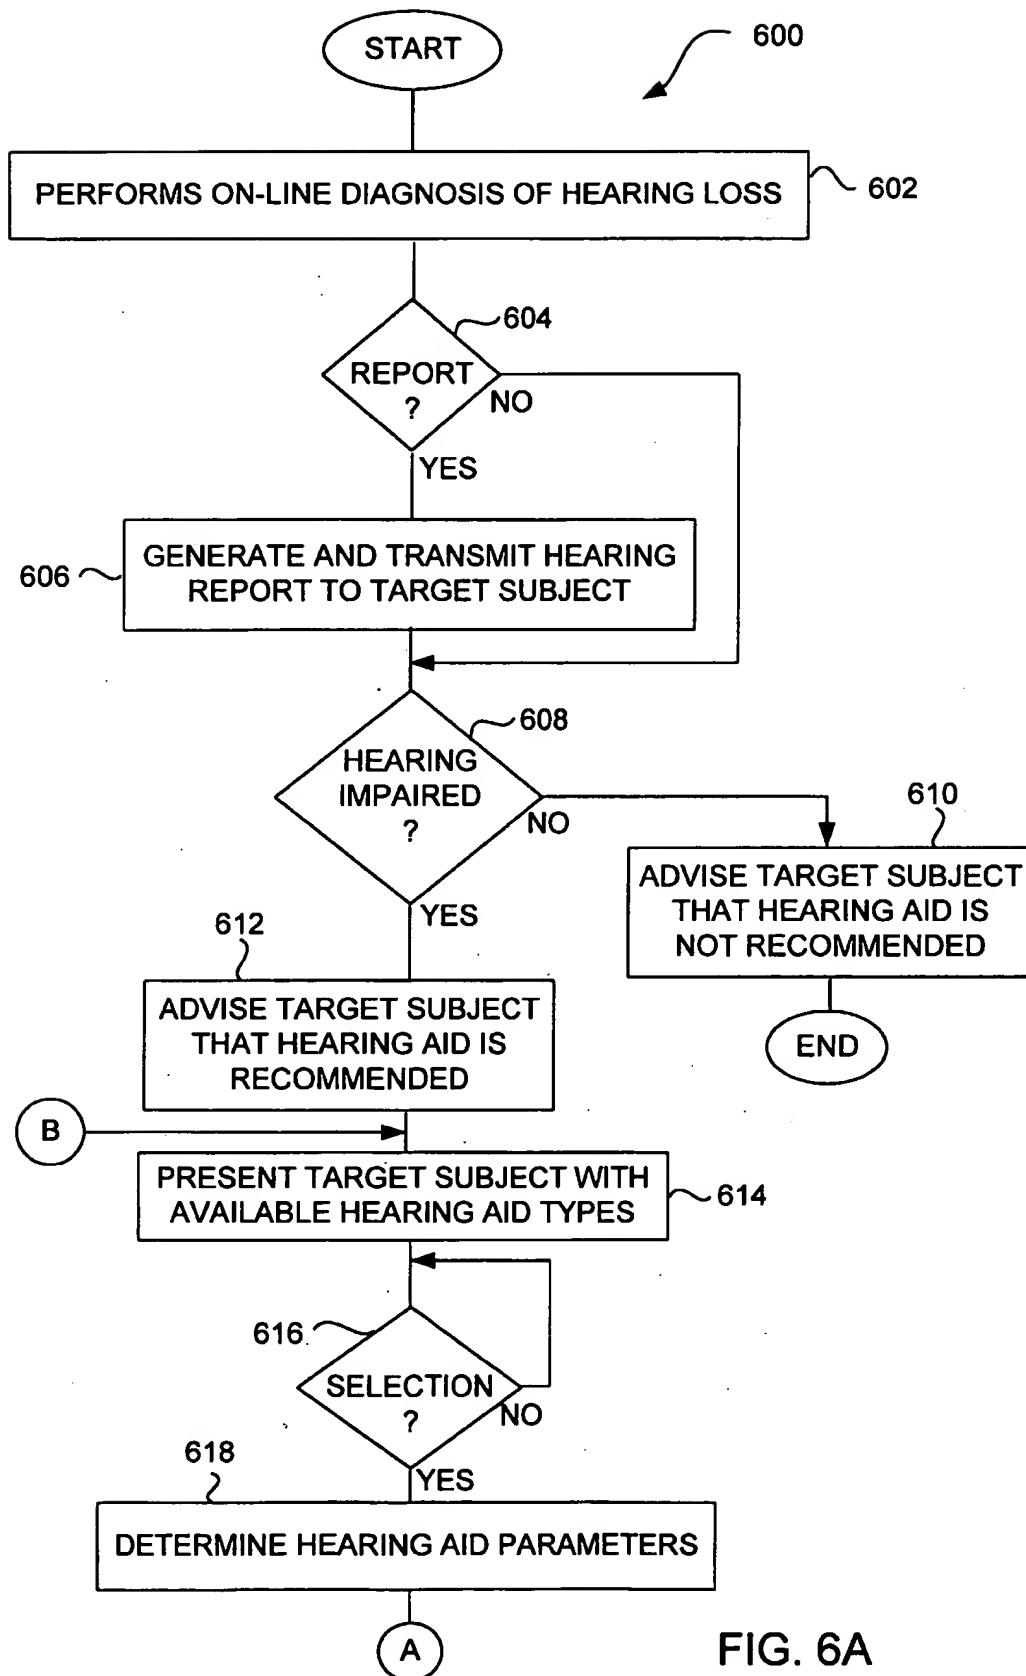 START
600
PERFORMS ON-LINE DIAGNOSIS OF HEARING LOSS
602
604
REPORT
?
NO
YES
GENERATE AND TRANSMIT HEARING
REPORT TO TARGET SUBJECT
606
608
HEARING
IMPAIRED
?
NO
YES
610
ADVISE TARGET SUBJECT
THAT HEARING AID IS
NOT RECOMMENDED
END
612
ADVISE TARGET SUBJECT
THAT HEARING AID IS
RECOMMENDED
B
PRESENT TARGET SUBJECT WITH
AVAILABLE HEARING AID TYPES
614
616
SELECTION
?
NO
YES
618
DETERMINE HEARING AID PARAMETERS
A
FIG. 6A